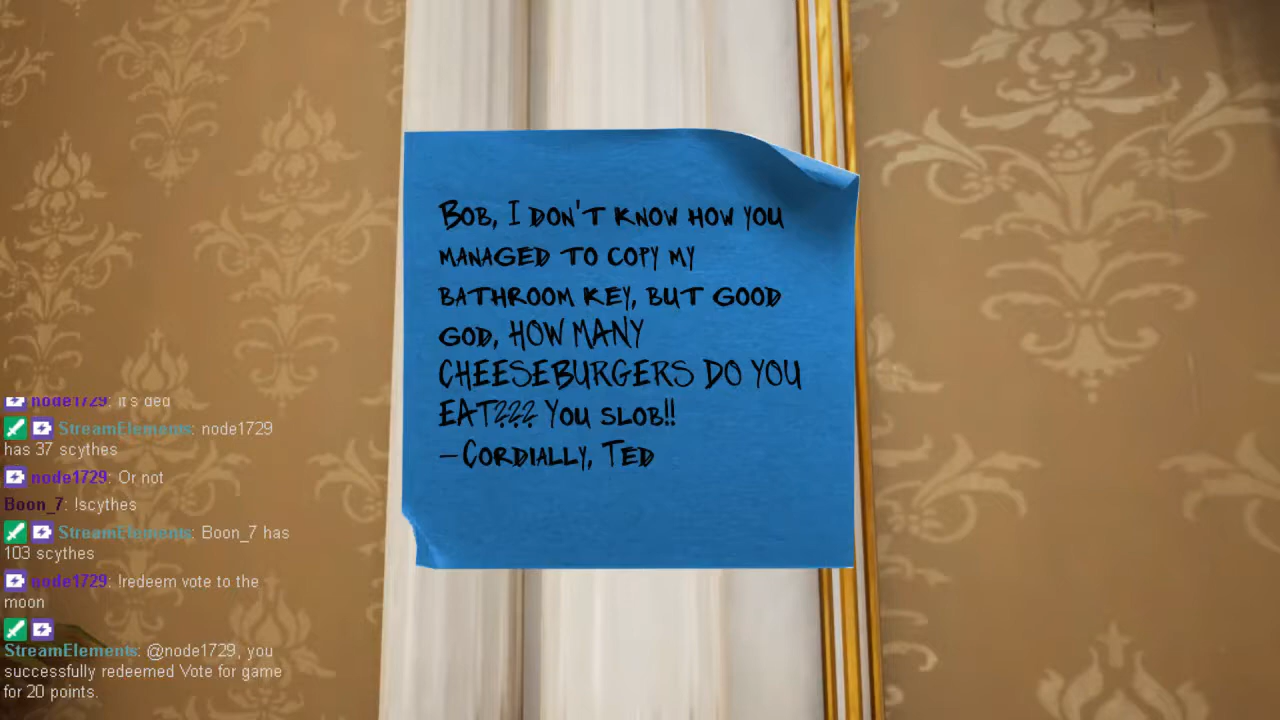 Bob, I don't know how you
managed to copy my
bathroom key, but good
god, HOW MANY
CHEESEBURGERS DO YOU
EAT??? You slob!!
—Cordially, Ted
node1729: it's ded
StreamElements: node1729
has 37 scythes
node1729: Or not
Boon_7: !scythes
StreamElements: Boon_7 has
103 scythes
node1729: !redeem vote to the
moon
StreamElements: @node1729, you
successfully redeemed Vote for game
for 20 points.